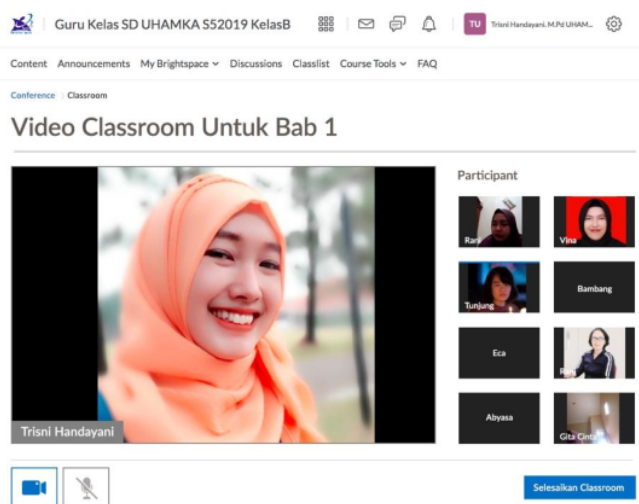 Guru Kelas SD UHAMKA S52019 KelasB
TU
Trisni Handayani. M.Pd UHAM...
Content Announcements My Brightspace Discussions Classlist Course Tools FAQ
Conference Classroom
Video Classroom Untuk Bab 1
Participant
Rani
Vina
Tunjung
Bambang
Eca
Abyasa
Gita Cinta
Trisni Handayani
Selesaikan Classroom